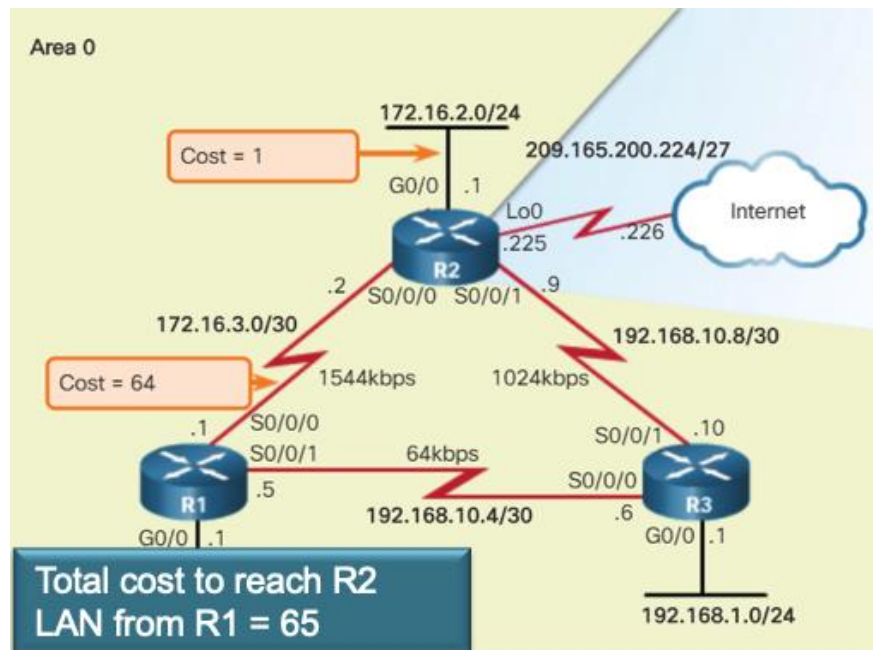 Area 0
172.16.2.0/24
Cost = 1
209.165.200.224/27
G0/0 .1
Lo0
Internet
.225
.226
R2
.2
S0/0/0 S0/0/1
.9
172.16.3.0/30
192.168.10.8/30
Cost = 64
1544kbps
1024kbps
.1
S0/0/0
S0/0/1
.10
S0/0/1
64kbps
S0/0/0
R1
.5
R3
192.168.10.4/30
.6
G0/0 .1
G0/0 .1
Total cost to reach R2
LAN from R1 = 65
192.168.1.0/24